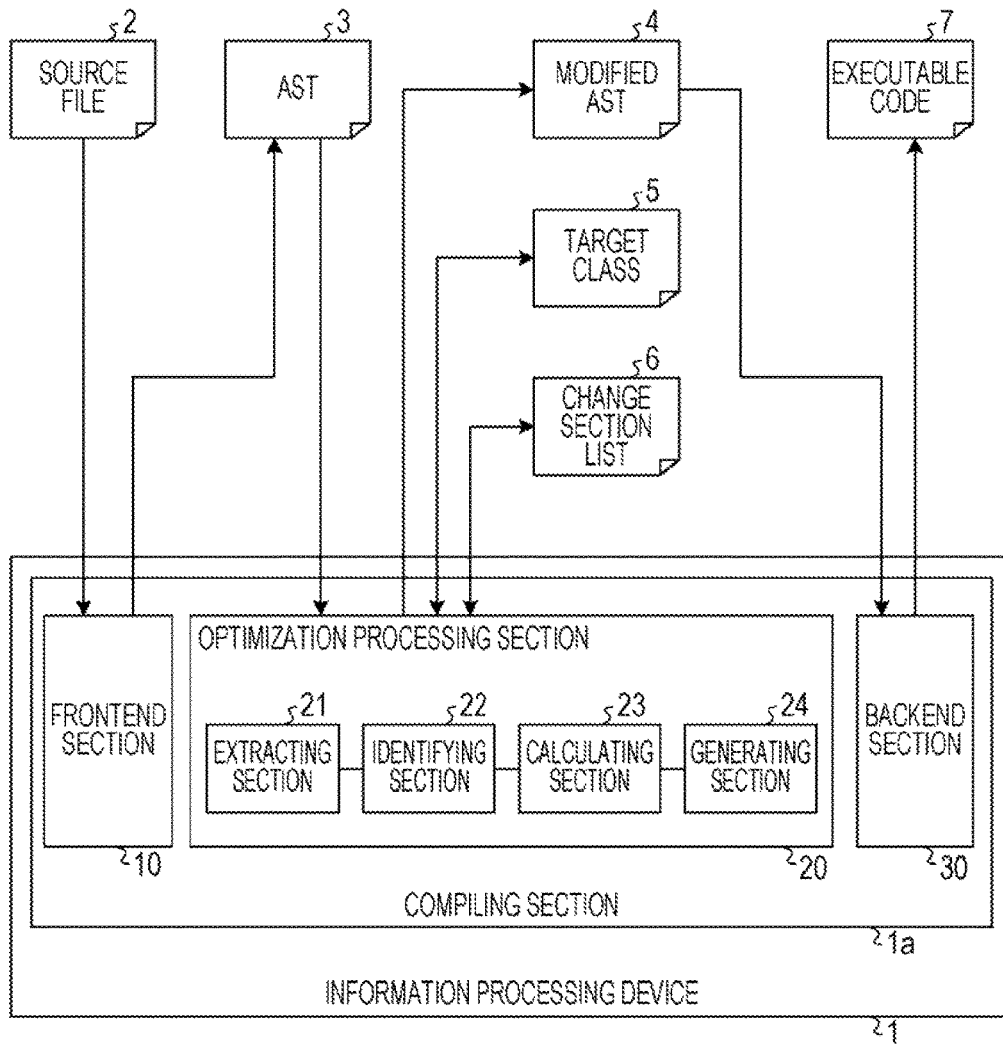 2
SOURCE
FILE
3
AST
4
MODIFIED
AST
7
EXECUTABLE
CODE
5
TARGET
CLASS
6
CHANGE
SECTION
LIST
OPTIMIZATION PROCESSING SECTION
FRONTEND
SECTION
10
21
EXTRACTING
SECTION
22
IDENTIFYING
SECTION
23
CALCULATING
SECTION
24
GENERATING
SECTION
20
BACKEND
SECTION
30
COMPILING SECTION
1a
INFORMATION PROCESSING DEVICE
1